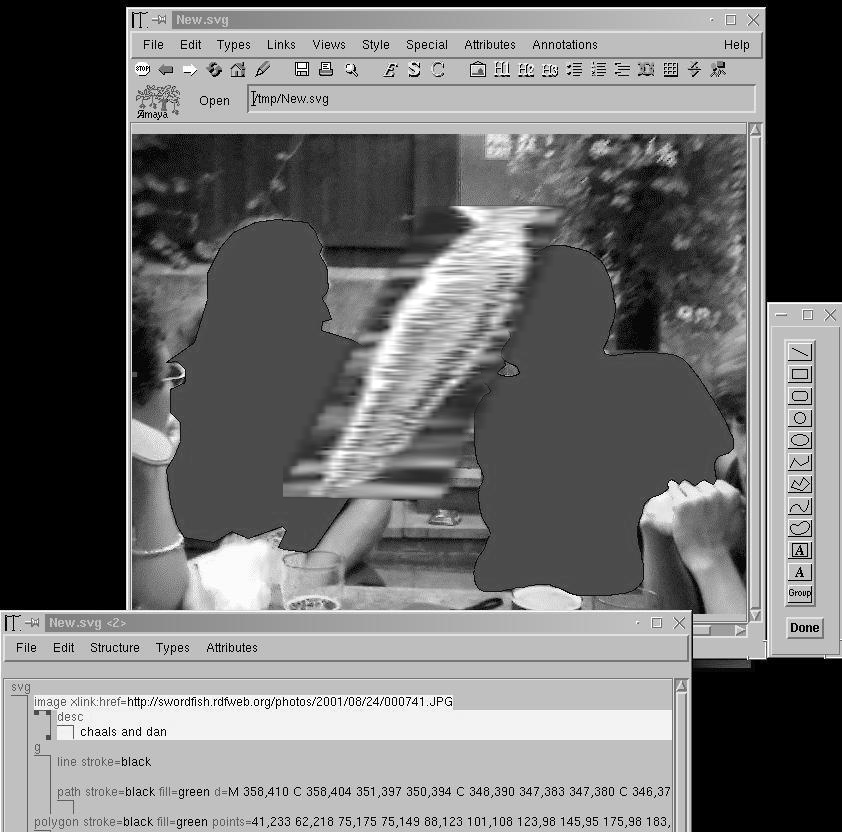 New.svg
File Edit Types Links Views Style Special Attributes Annotations Help
STOP E S C H1 H2 H3
Amaya Open /tmp/New.svg
A
A
Group
Done
New.svg <2>
File Edit Structure Types Attributes
svg
image xlink:href=http://swordfish.rdfweb.org/photos/2001/08/24/000741.JPG
desc
chaals and dan
g
line stroke=black
path stroke=black fill=green d=M 358,410 C 358,404 351,397 350,394 C 348,390 347,383 347,380 C 346,37
polygon stroke=black fill=green points=41,233 62,218 75,175 75,149 88,123 101,108 123,98 145,95 175,98 183,